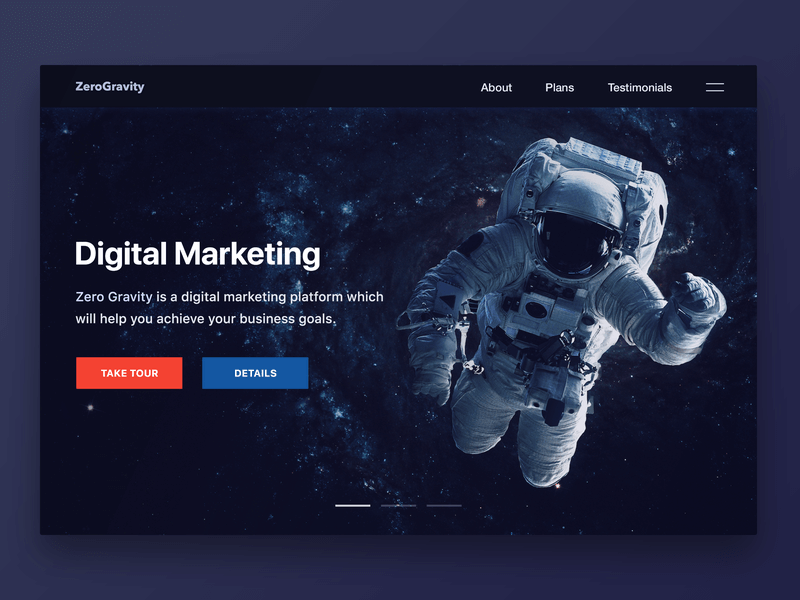 ZeroGravity
About
Plans
Testimonials
Digital Marketing
Zero Gravity is a digital marketing platform which
will help you achieve your business goals.
TAKE TOUR
DETAILS